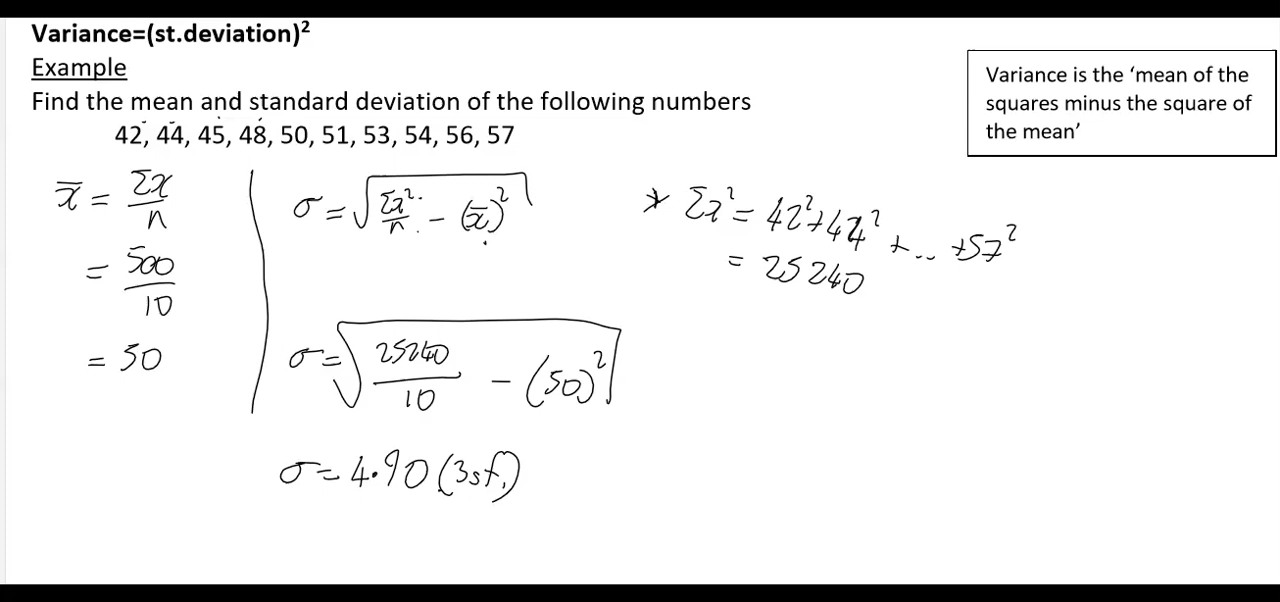 Variance=(st.deviation)²
Example
Find the mean and standard deviation of the following numbers
42, 44, 45, 48, 50, 51, 53, 54, 56, 57
Variance is the ‘mean of the
squares minus the square of
the mean’
x̄ = Σx/n
= 500/10
= 50
σ = √(Σx²/n − (x̄)²)
σ = √(25240/10 − (50)²)
σ = 4.90 (3sf)
* Σx² = 42² + 44² + ... + 57²
= 25240